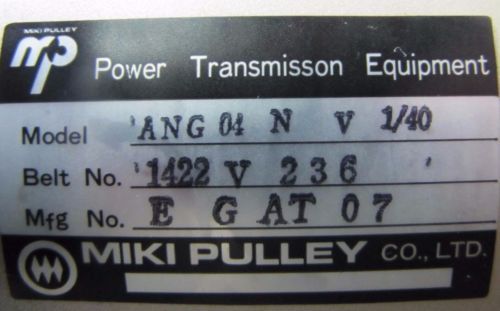 MIKI PULLEY
mp
Power Transmisson Equipment
Model 'ANG 04 N V 1/40
Belt No. '1422 V 236 '
Mfg No. E G AT 07
MIKI PULLEY CO., LTD.